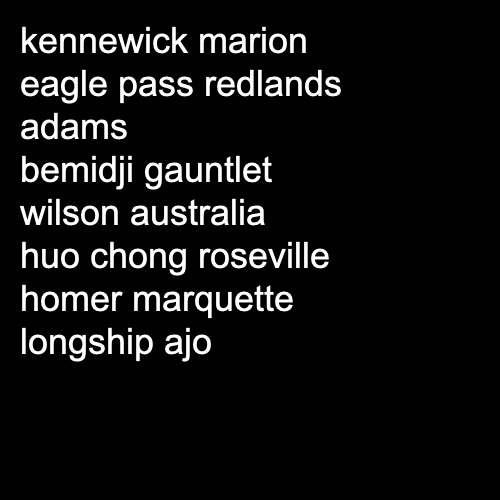 kennewick marion
eagle pass redlands
adams
bemidji gauntlet
wilson australia
huo chong roseville
homer marquette
longship ajo